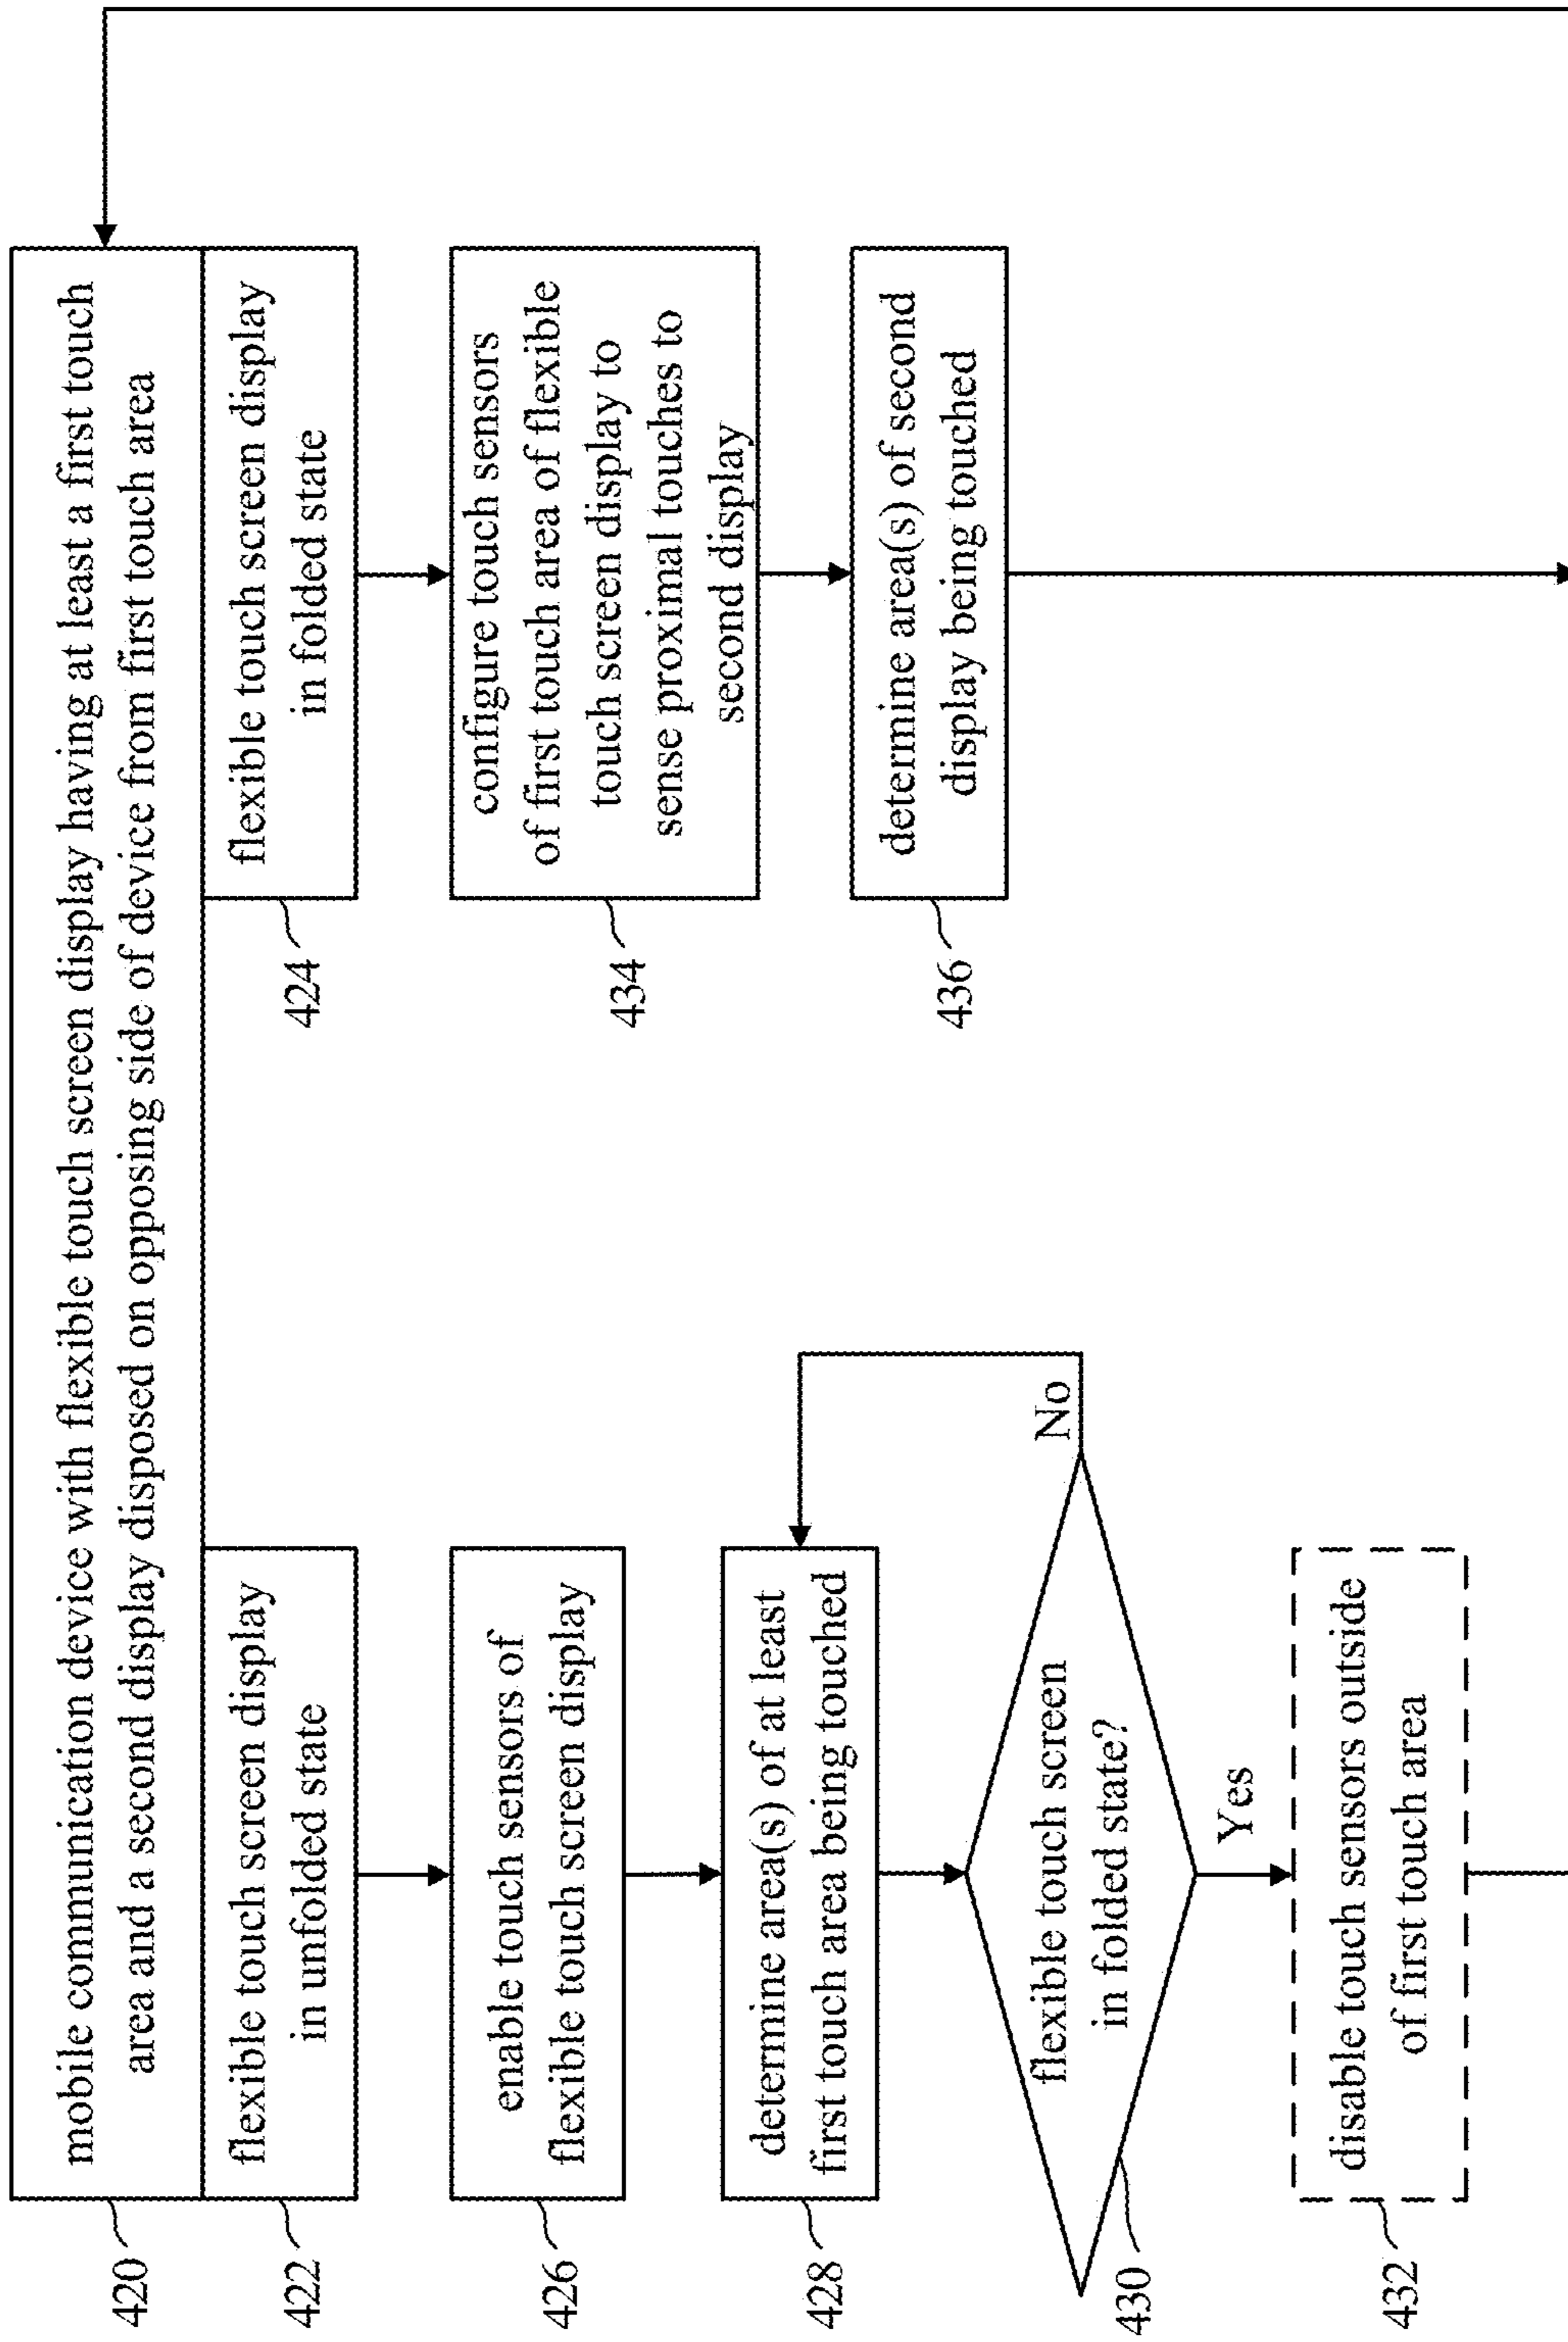 mobile communication device with flexible touch screen display having at least a first touch
area and a second display disposed on opposing side of device from first touch area
420
flexible touch screen display
in unfolded state
422
enable touch sensors of
flexible touch screen display
426
determine area(s) of at least
first touch area being touched
428
flexible touch screen
in folded state?
No
Yes
430
disable touch sensors outside
of first touch area
432
flexible touch screen display
in folded state
424
configure touch sensors
of first touch area of flexible
touch screen display to
sense proximal touches to
second display
434
determine area(s) of second
display being touched
436